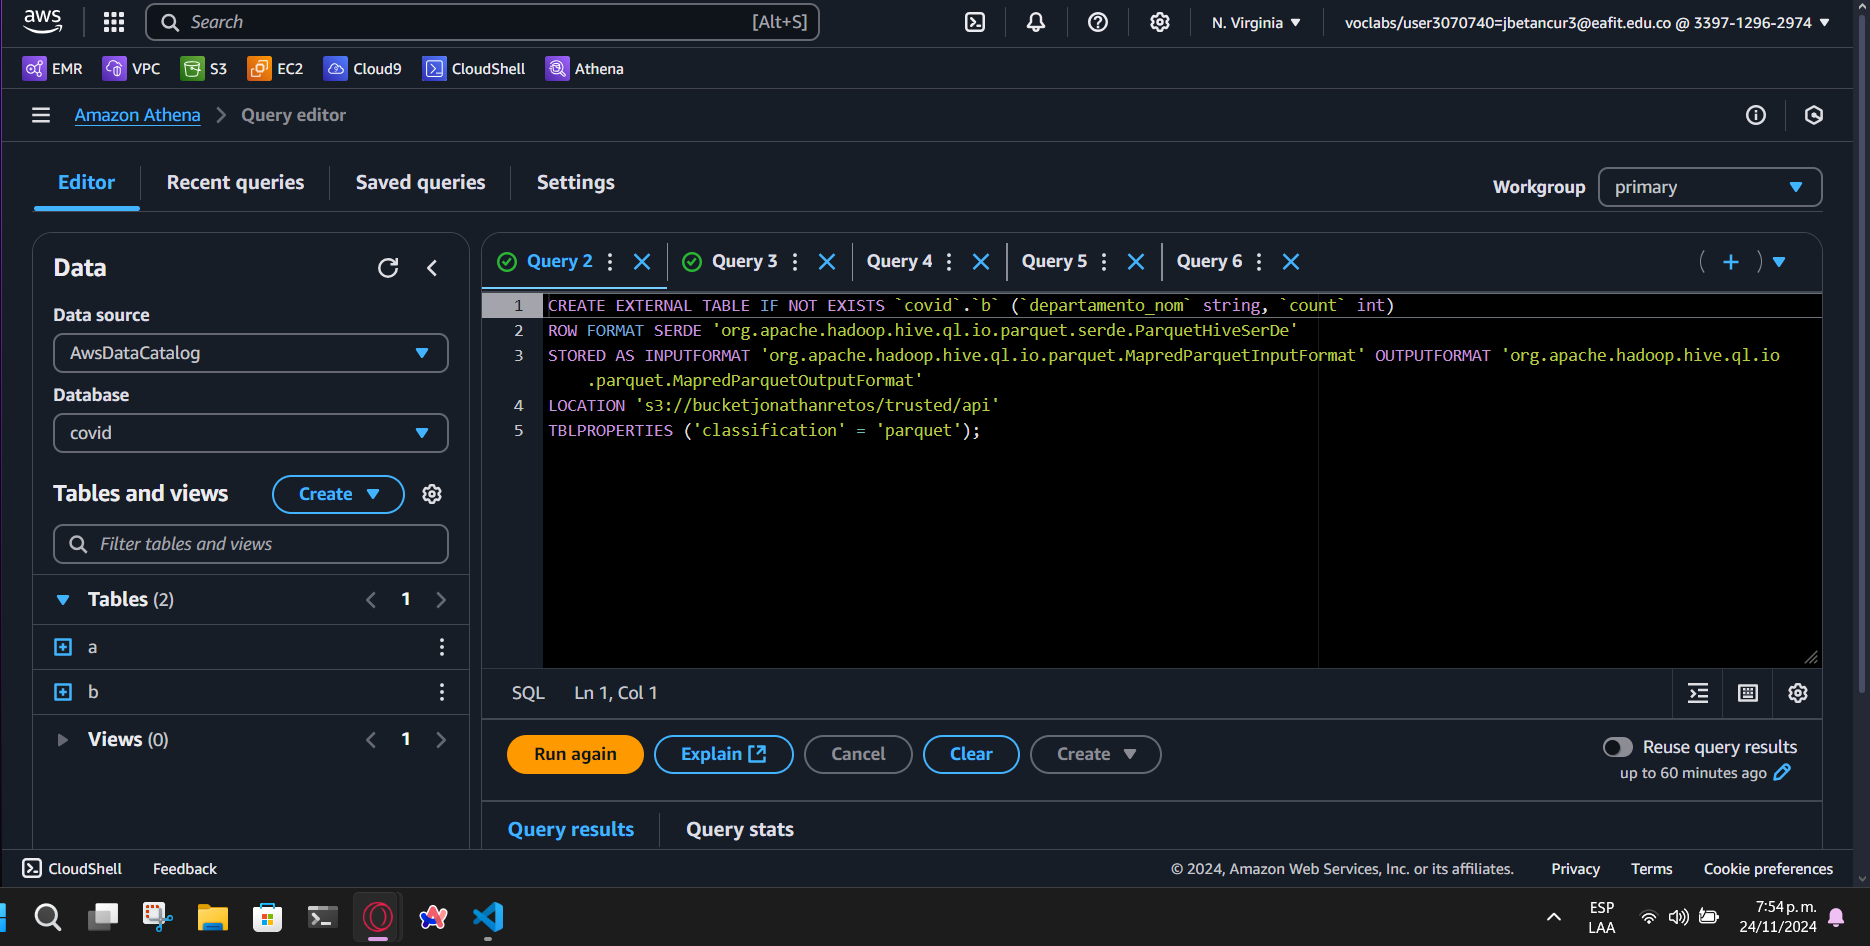 aws
Search
[Alt+S]
N. Virginia
voclabs/user3070740=jbetancur3@eafit.edu.co @ 3397-1296-2974
EMR
VPC
S3
EC2
Cloud9
CloudShell
Athena
Amazon Athena
Query editor
Editor
Recent queries
Saved queries
Settings
Workgroup
primary
Data
Data source
AwsDataCatalog
Database
covid
Tables and views
Create
Filter tables and views
Tables (2)
1
a
b
Views (0)
1
Query 2
Query 3
Query 4
Query 5
Query 6
1 CREATE EXTERNAL TABLE IF NOT EXISTS `covid`.`b` (`departamento_nom` string, `count` int)
2 ROW FORMAT SERDE 'org.apache.hadoop.hive.ql.io.parquet.serde.ParquetHiveSerDe'
3 STORED AS INPUTFORMAT 'org.apache.hadoop.hive.ql.io.parquet.MapredParquetInputFormat' OUTPUTFORMAT 'org.apache.hadoop.hive.ql.io
.parquet.MapredParquetOutputFormat'
4 LOCATION 's3://bucketjonathanretos/trusted/api'
5 TBLPROPERTIES ('classification' = 'parquet');
SQL
Ln 1, Col 1
Run again
Explain
Cancel
Clear
Create
Reuse query results
up to 60 minutes ago
Query results
Query stats
CloudShell
Feedback
© 2024, Amazon Web Services, Inc. or its affiliates.
Privacy
Terms
Cookie preferences
ESP
LAA
7:54 p. m.
24/11/2024